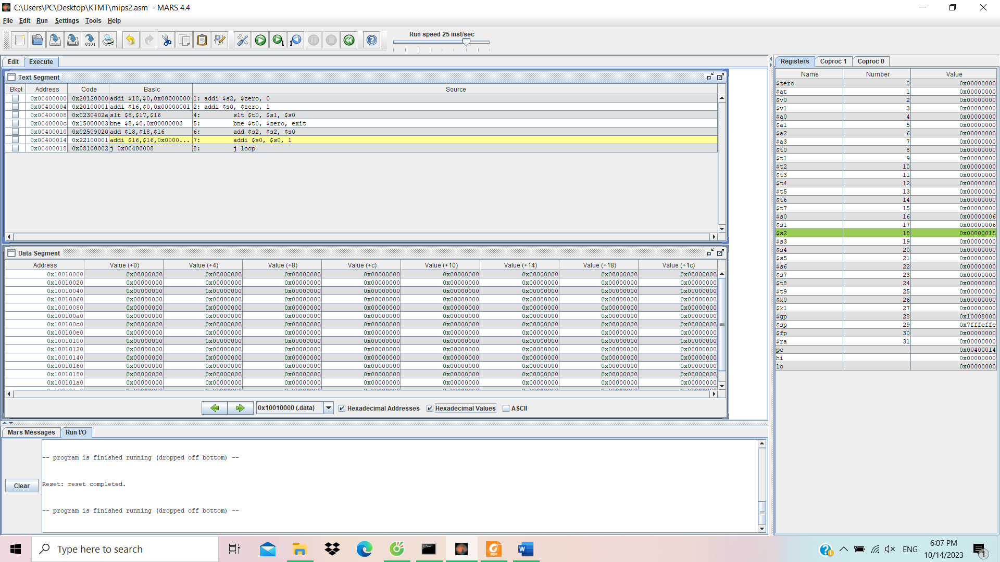 C:\Users\PC\Desktop\KTMT\mips2.asm - MARS 4.4
File Edit Run Settings Tools Help
Run speed 25 inst/sec
Edit Execute
Text Segment
Bkpt Address Code Basic Source
0x00400000 0x20120000 addi $18,$0,0x00000000 1: addi $s2, $zero, 0
0x00400004 0x20100001 addi $16,$0,0x00000001 2: addi $s0, $zero, 1
0x00400008 0x0230402a slt $8,$17,$16 4: slt $t0, $s1, $s0
0x0040000c 0x15000003 bne $8,$0,0x00000003 5: bne $t0, $zero, exit
0x00400010 0x02509020 add $18,$18,$16 6: add $s2, $s2, $s0
0x00400014 0x22100001 addi $16,$16,0x0000... 7: addi $s0, $s0, 1
0x00400018 0x08100002 j 0x00400008 8: j loop
Data Segment
Address Value (+0) Value (+4) Value (+8) Value (+c) Value (+10) Value (+14) Value (+18) Value (+1c)
0x10010000 0x00000000 0x00000000 0x00000000 0x00000000 0x00000000 0x00000000 0x00000000 0x00000000
0x10010020 0x00000000 0x00000000 0x00000000 0x00000000 0x00000000 0x00000000 0x00000000 0x00000000
0x10010040 0x00000000 0x00000000 0x00000000 0x00000000 0x00000000 0x00000000 0x00000000 0x00000000
0x10010060 0x00000000 0x00000000 0x00000000 0x00000000 0x00000000 0x00000000 0x00000000 0x00000000
0x10010080 0x00000000 0x00000000 0x00000000 0x00000000 0x00000000 0x00000000 0x00000000 0x00000000
0x100100a0 0x00000000 0x00000000 0x00000000 0x00000000 0x00000000 0x00000000 0x00000000 0x00000000
0x100100c0 0x00000000 0x00000000 0x00000000 0x00000000 0x00000000 0x00000000 0x00000000 0x00000000
0x100100e0 0x00000000 0x00000000 0x00000000 0x00000000 0x00000000 0x00000000 0x00000000 0x00000000
0x10010100 0x00000000 0x00000000 0x00000000 0x00000000 0x00000000 0x00000000 0x00000000 0x00000000
0x10010120 0x00000000 0x00000000 0x00000000 0x00000000 0x00000000 0x00000000 0x00000000 0x00000000
0x10010140 0x00000000 0x00000000 0x00000000 0x00000000 0x00000000 0x00000000 0x00000000 0x00000000
0x10010160 0x00000000 0x00000000 0x00000000 0x00000000 0x00000000 0x00000000 0x00000000 0x00000000
0x10010180 0x00000000 0x00000000 0x00000000 0x00000000 0x00000000 0x00000000 0x00000000 0x00000000
0x100101a0 0x00000000 0x00000000 0x00000000 0x00000000 0x00000000 0x00000000 0x00000000 0x00000000
0x10010000 (.data) Hexadecimal Addresses Hexadecimal Values ASCII
Mars Messages Run I/O
-- program is finished running (dropped off bottom) --
Clear
Reset: reset completed.
-- program is finished running (dropped off bottom) --
Registers Coproc 1 Coproc 0
Name Number Value
$zero 0 0x00000000
$at 1 0x00000000
$v0 2 0x00000000
$v1 3 0x00000000
$a0 4 0x00000000
$a1 5 0x00000000
$a2 6 0x00000000
$a3 7 0x00000000
$t0 8 0x00000000
$t1 9 0x00000000
$t2 10 0x00000000
$t3 11 0x00000000
$t4 12 0x00000000
$t5 13 0x00000000
$t6 14 0x00000000
$t7 15 0x00000000
$s0 16 0x00000006
$s1 17 0x00000006
$s2 18 0x00000015
$s3 19 0x00000000
$s4 20 0x00000000
$s5 21 0x00000000
$s6 22 0x00000000
$s7 23 0x00000000
$t8 24 0x00000000
$t9 25 0x00000000
$k0 26 0x00000000
$k1 27 0x00000000
$gp 28 0x10008000
$sp 29 0x7fffeffc
$fp 30 0x00000000
$ra 31 0x00000000
pc 0x00400014
hi 0x00000000
lo 0x00000000
Type here to search
ENG
6:07 PM
10/14/2023
1